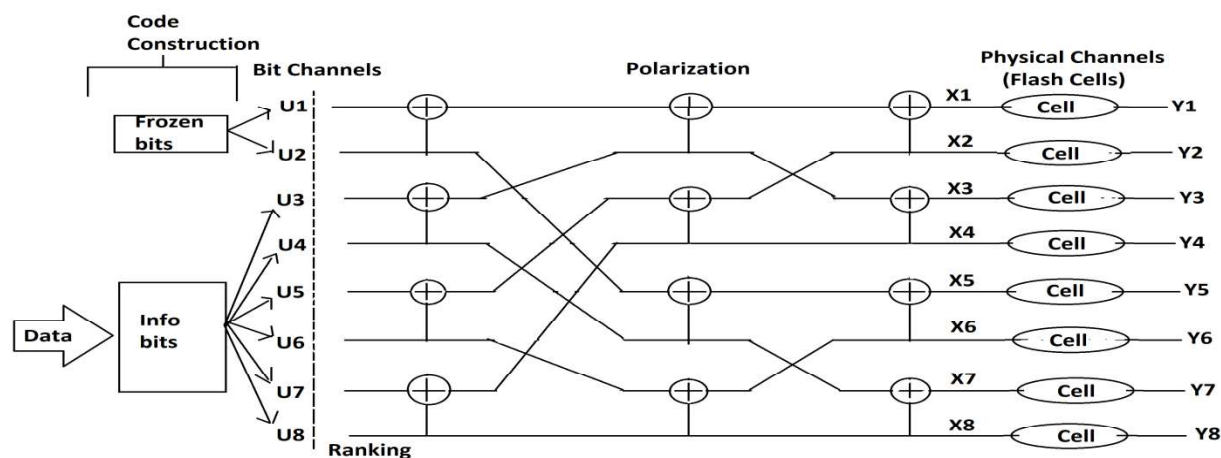 Code
Construction
Bit Channels
Polarization
Physical Channels
(Flash Cells)
Frozen
bits
U1
U2
U3
U4
U5
U6
U7
U8
Data
Info
bits
Ranking
X1
X2
X3
X4
X5
X6
X7
X8
Cell
Cell
Cell
Cell
Cell
Cell
Cell
Cell
Y1
Y2
Y3
Y4
Y5
Y6
Y7
Y8